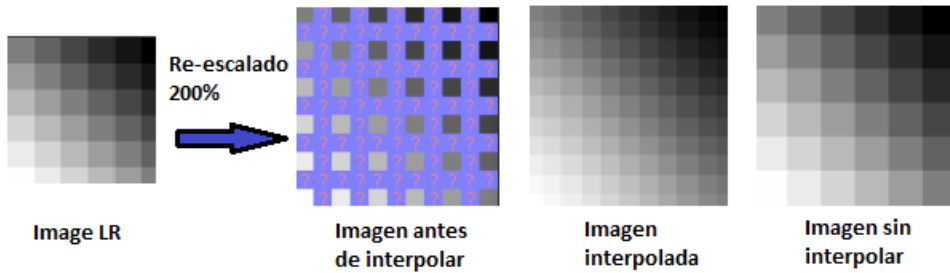 Re-escalado
200%
Image LR
Imagen antes
de interpolar
Imagen
interpolada
Imagen sin
interpolar
? ? ? ? ? ?